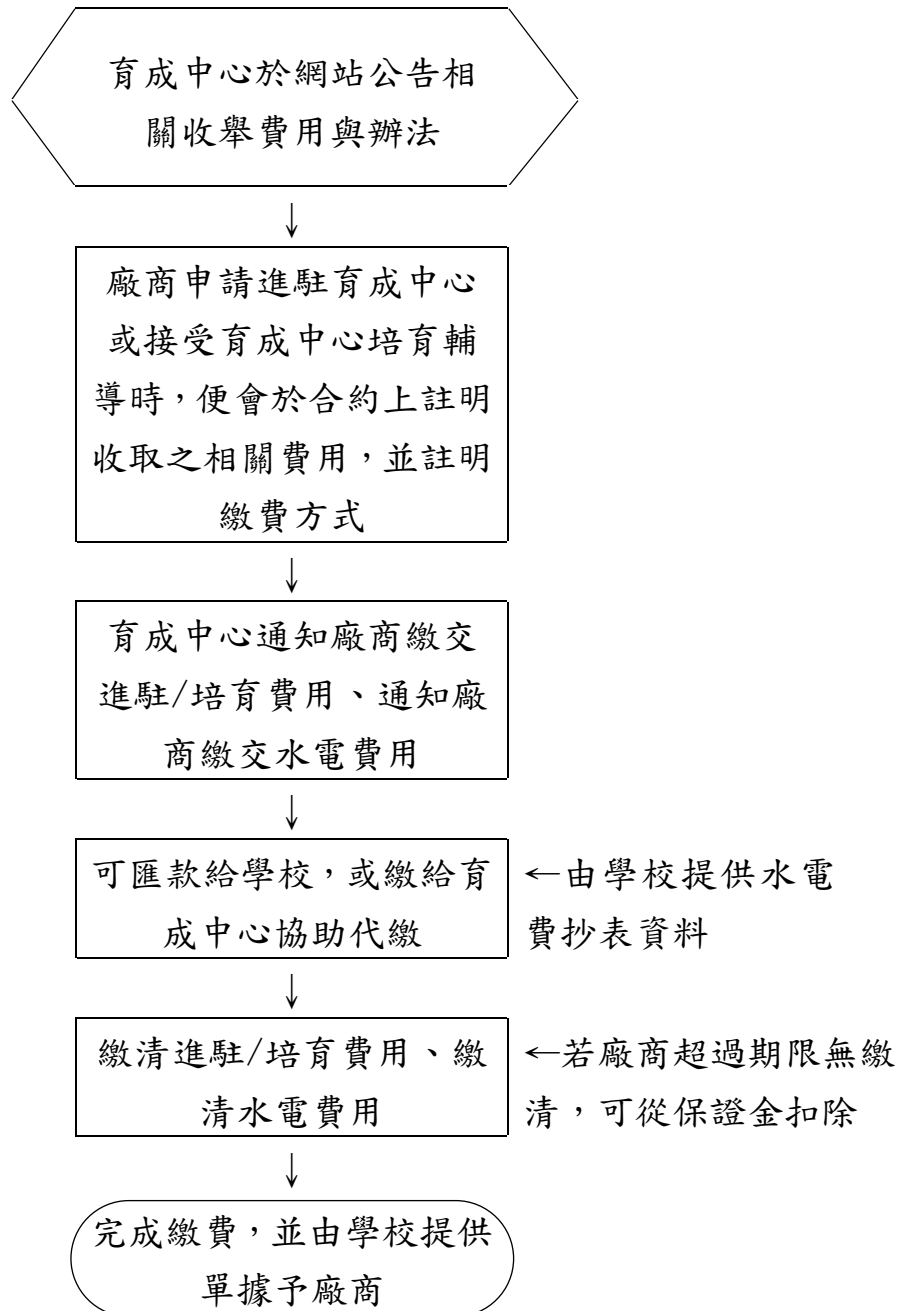 育成中心於網站公告相
關收舉費用與辦法
↓
廠商申請進駐育成中心
或接受育成中心培育輔
導時，便會於合約上註明
收取之相關費用，並註明
繳費方式
↓
育成中心通知廠商繳交
進駐/培育費用、通知廠
商繳交水電費用
↓
可匯款給學校，或繳給育
成中心協助代繳
←由學校提供水電
費抄表資料
↓
繳清進駐/培育費用、繳
清水電費用
←若廠商超過期限無繳
清，可從保證金扣除
↓
完成繳費，並由學校提供
單據予廠商